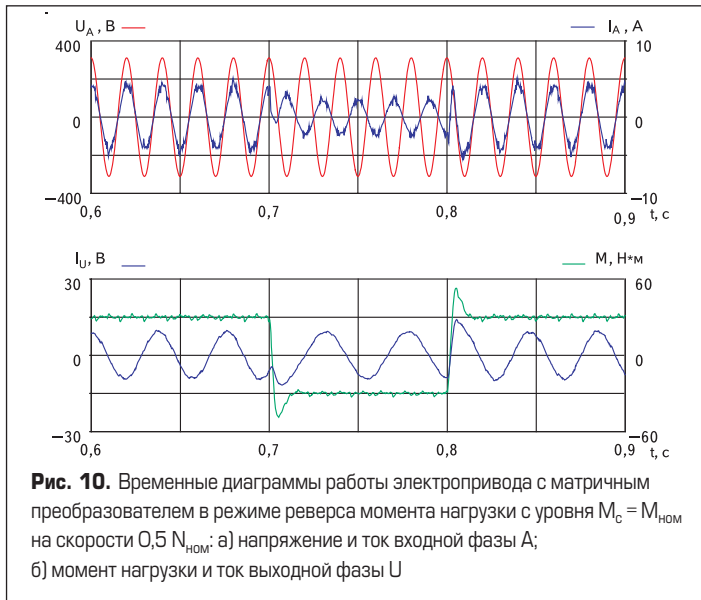 U_A , В I_A , А
400 10
0 0
−400 −10
0,6 0,7 0,8 0,9
t, с
I_U, В М, Н*м
30 60
0 0
−30 −60
0,6 0,7 0,8 0,9
t, с
Рис. 10. Временные диаграммы работы электропривода с матричным
преобразователем в режиме реверса момента нагрузки с уровня M_с = M_ном
на скорости 0,5 N_ном: а) напряжение и ток входной фазы А;
б) момент нагрузки и ток выходной фазы U